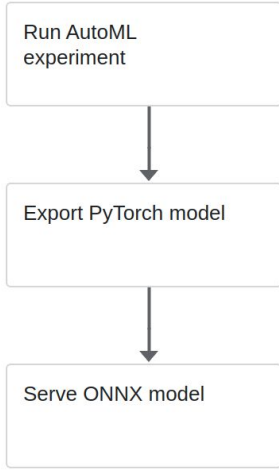 Run AutoML
experiment
Export PyTorch model
Serve ONNX model